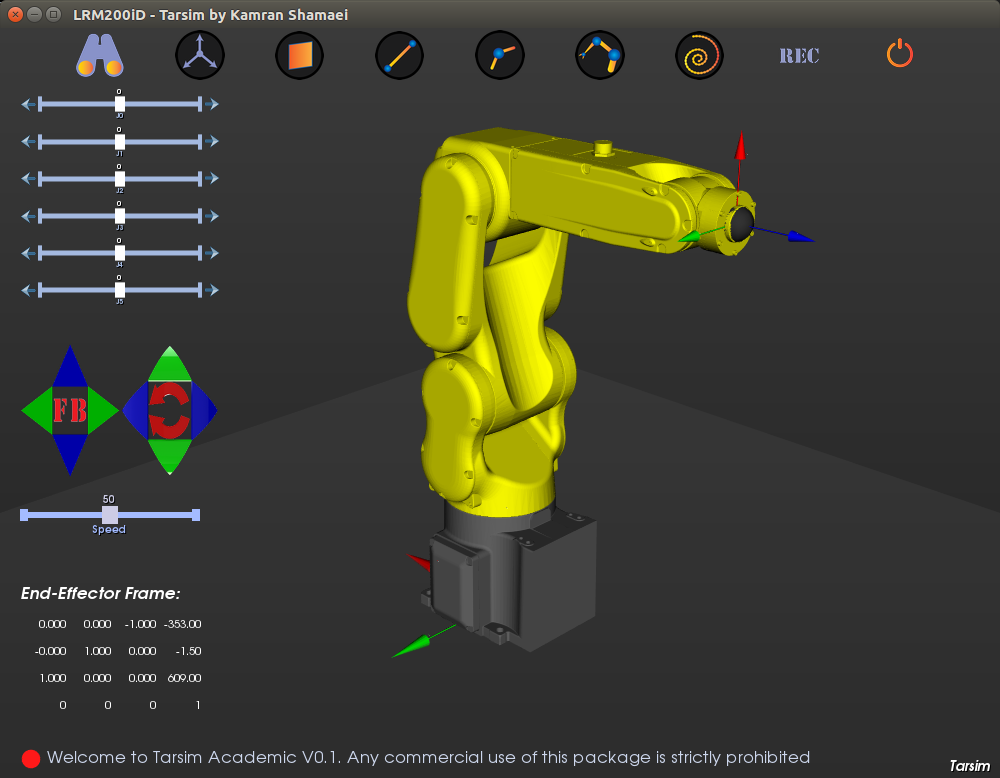 LRM200iD - Tarsim by Kamran Shamaei
REC
0
J0
0
J1
0
J2
0
J3
0
J4
0
J5
FB
50
Speed
End-Effector Frame:
0.000 0.000 -1.000 -353.00
-0.000 1.000 0.000 -1.50
1.000 0.000 0.000 609.00
0 0 0 1
Welcome to Tarsim Academic V0.1. Any commercial use of this package is strictly prohibited
Tarsim